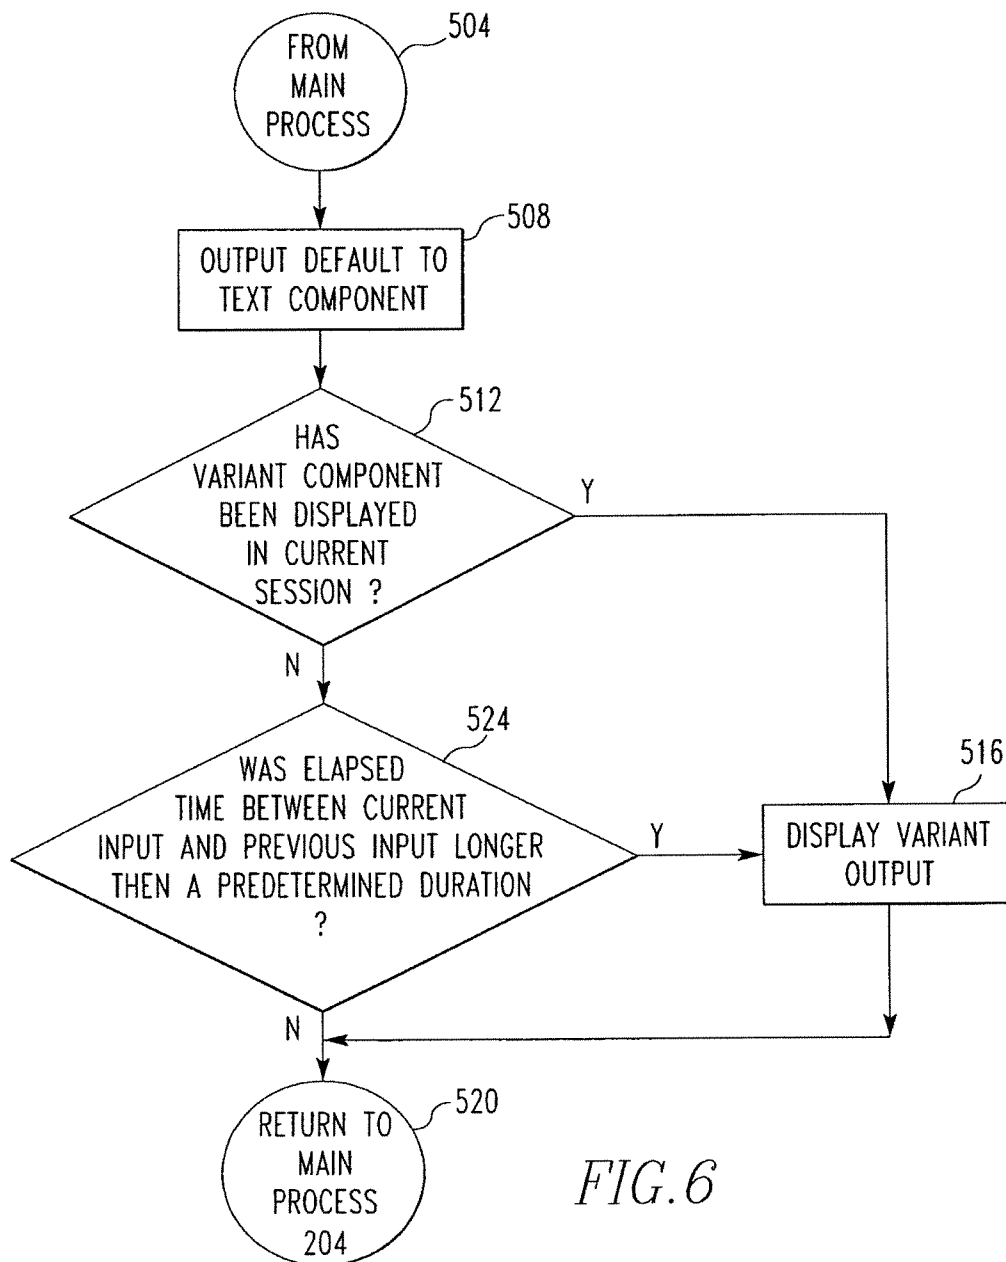 504
FROM
MAIN
PROCESS
508
OUTPUT DEFAULT TO
TEXT COMPONENT
512
HAS
VARIANT COMPONENT
BEEN DISPLAYED
IN CURRENT
SESSION ?
Y
N
524
WAS ELAPSED
TIME BETWEEN CURRENT
INPUT AND PREVIOUS INPUT LONGER
THEN A PREDETERMINED DURATION
?
Y
516
DISPLAY VARIANT
OUTPUT
N
520
RETURN TO
MAIN
PROCESS
204
FIG.6